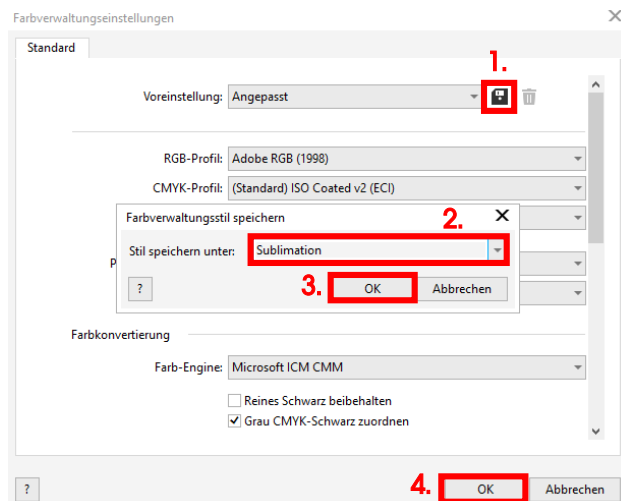 Farbverwaltungseinstellungen
Standard
1.
Voreinstellung: Angepasst
RGB-Profil: Adobe RGB (1998)
CMYK-Profil: (Standard) ISO Coated v2 (ECI)
Farbverwaltungsstil speichern
2.
Stil speichern unter: Sublimation
P
3.
? OK Abbrechen
Farbkonvertierung
Farb-Engine: Microsoft ICM CMM
Reines Schwarz beibehalten
Grau CMYK-Schwarz zuordnen
4.
? OK Abbrechen